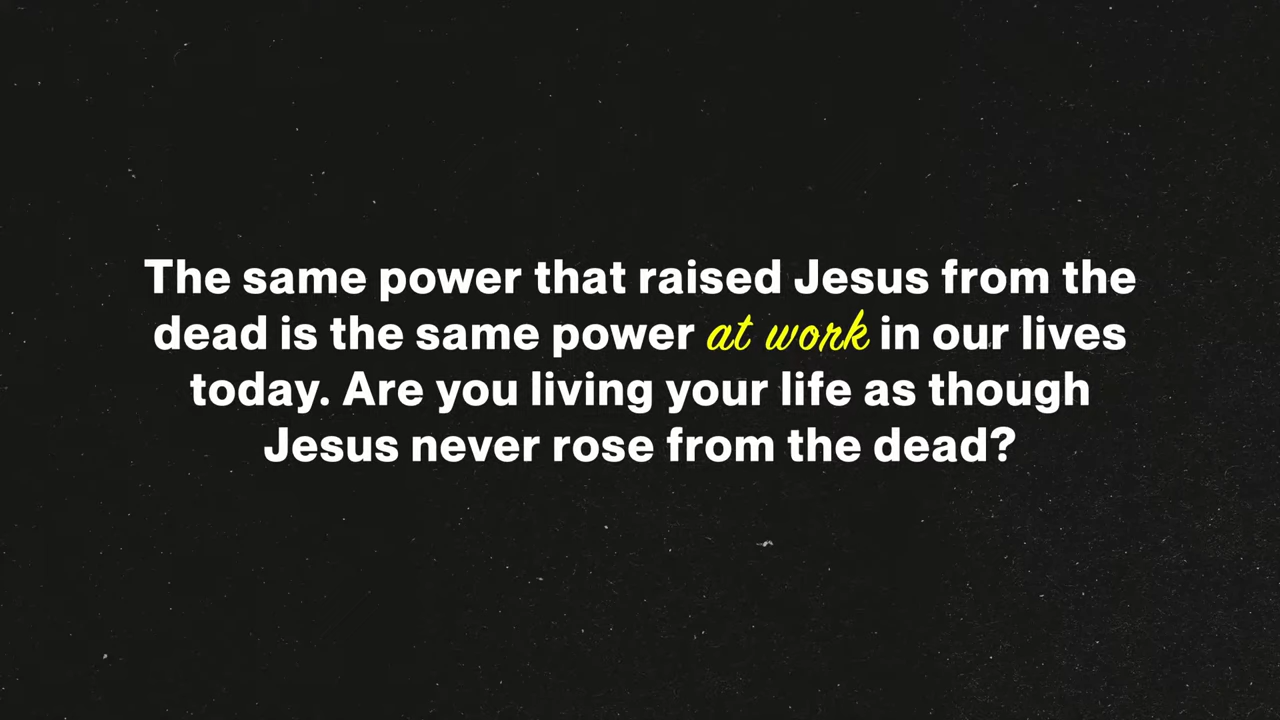 The same power that raised Jesus from the
dead is the same power at work in our lives
today. Are you living your life as though
Jesus never rose from the dead?